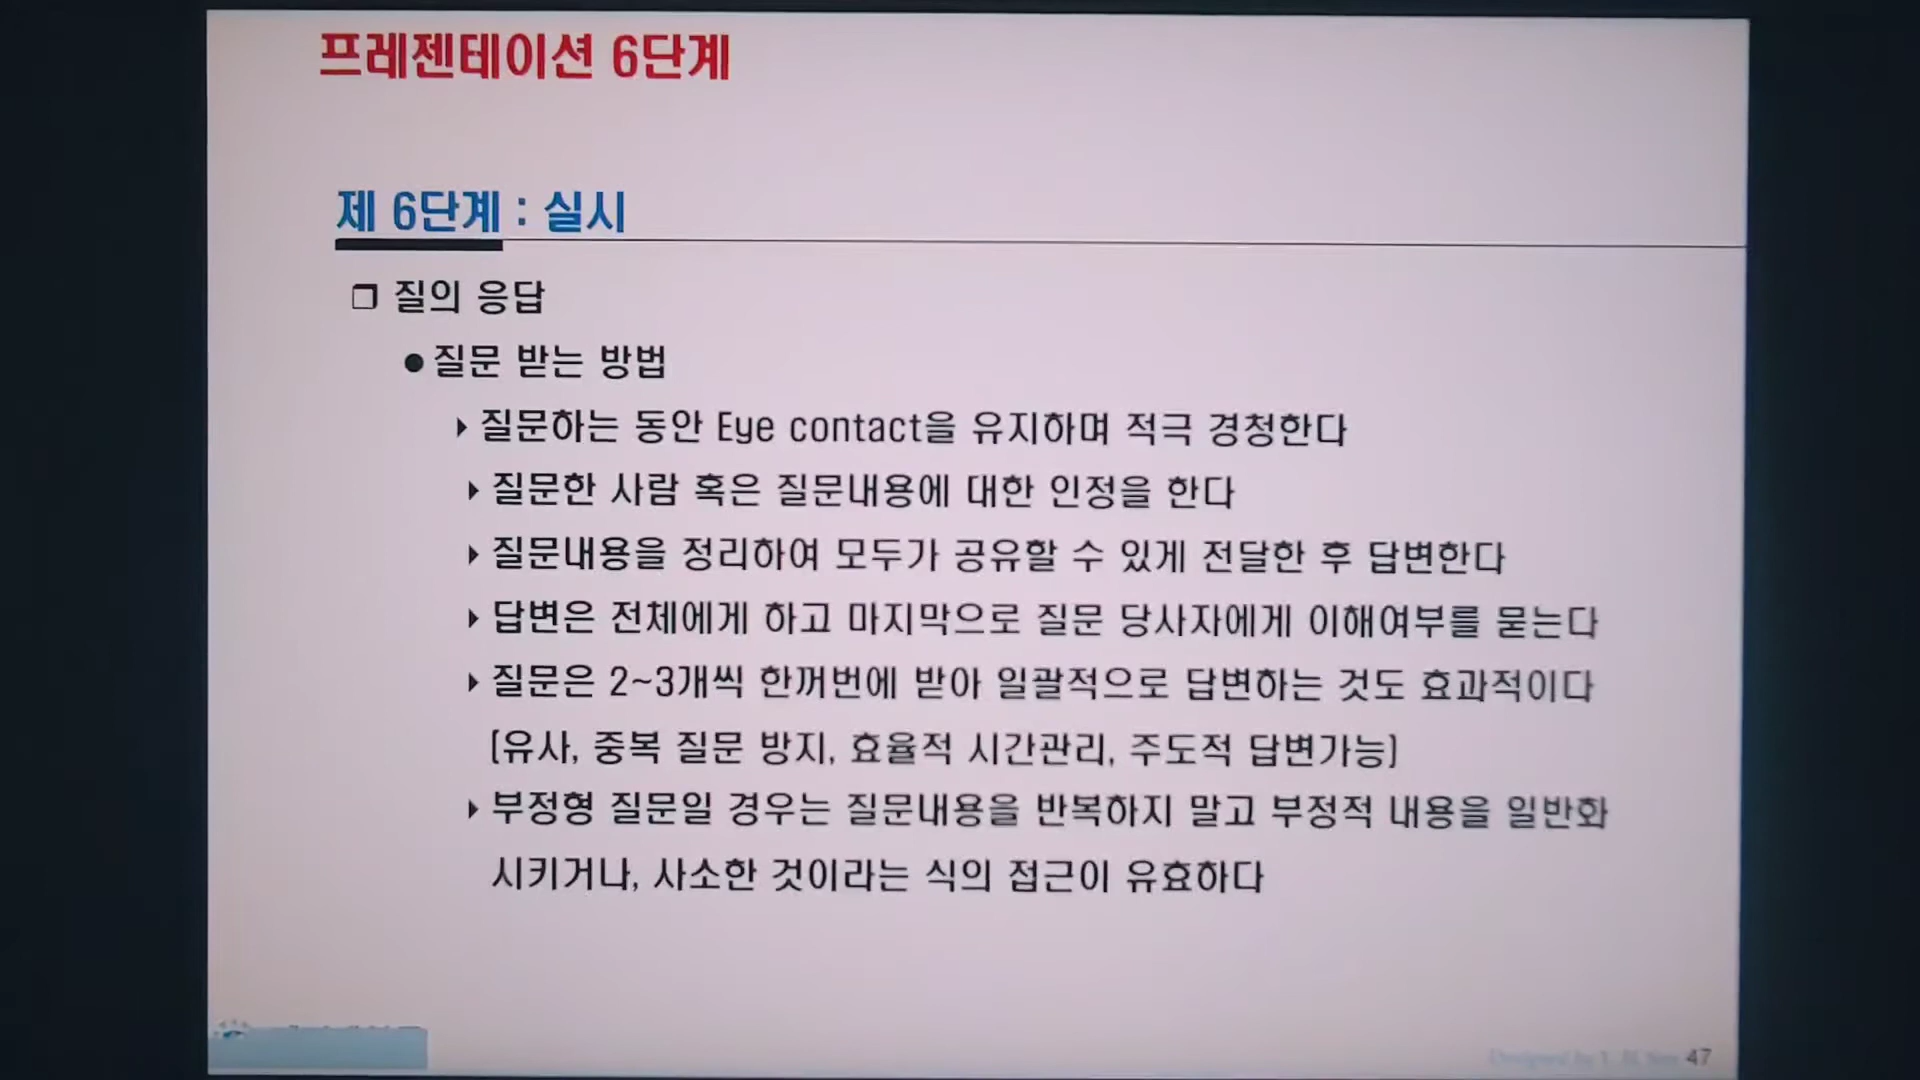 프레젠테이션 6단계
제 6단계 : 실시
❒ 질의 응답
● 질문 받는 방법
▸ 질문하는 동안 Eye contact을 유지하며 적극 경청한다
▸ 질문한 사람 혹은 질문내용에 대한 인정을 한다
▸ 질문내용을 정리하여 모두가 공유할 수 있게 전달한 후 답변한다
▸ 답변은 전체에게 하고 마지막으로 질문 당사자에게 이해여부를 묻는다
▸ 질문은 2~3개씩 한꺼번에 받아 일괄적으로 답변하는 것도 효과적이다
(유사, 중복 질문 방지, 효율적 시간관리, 주도적 답변가능)
▸ 부정형 질문일 경우는 질문내용을 반복하지 말고 부정적 내용을 일반화
시키거나, 사소한 것이라는 식의 접근이 유효하다
Designed by 47